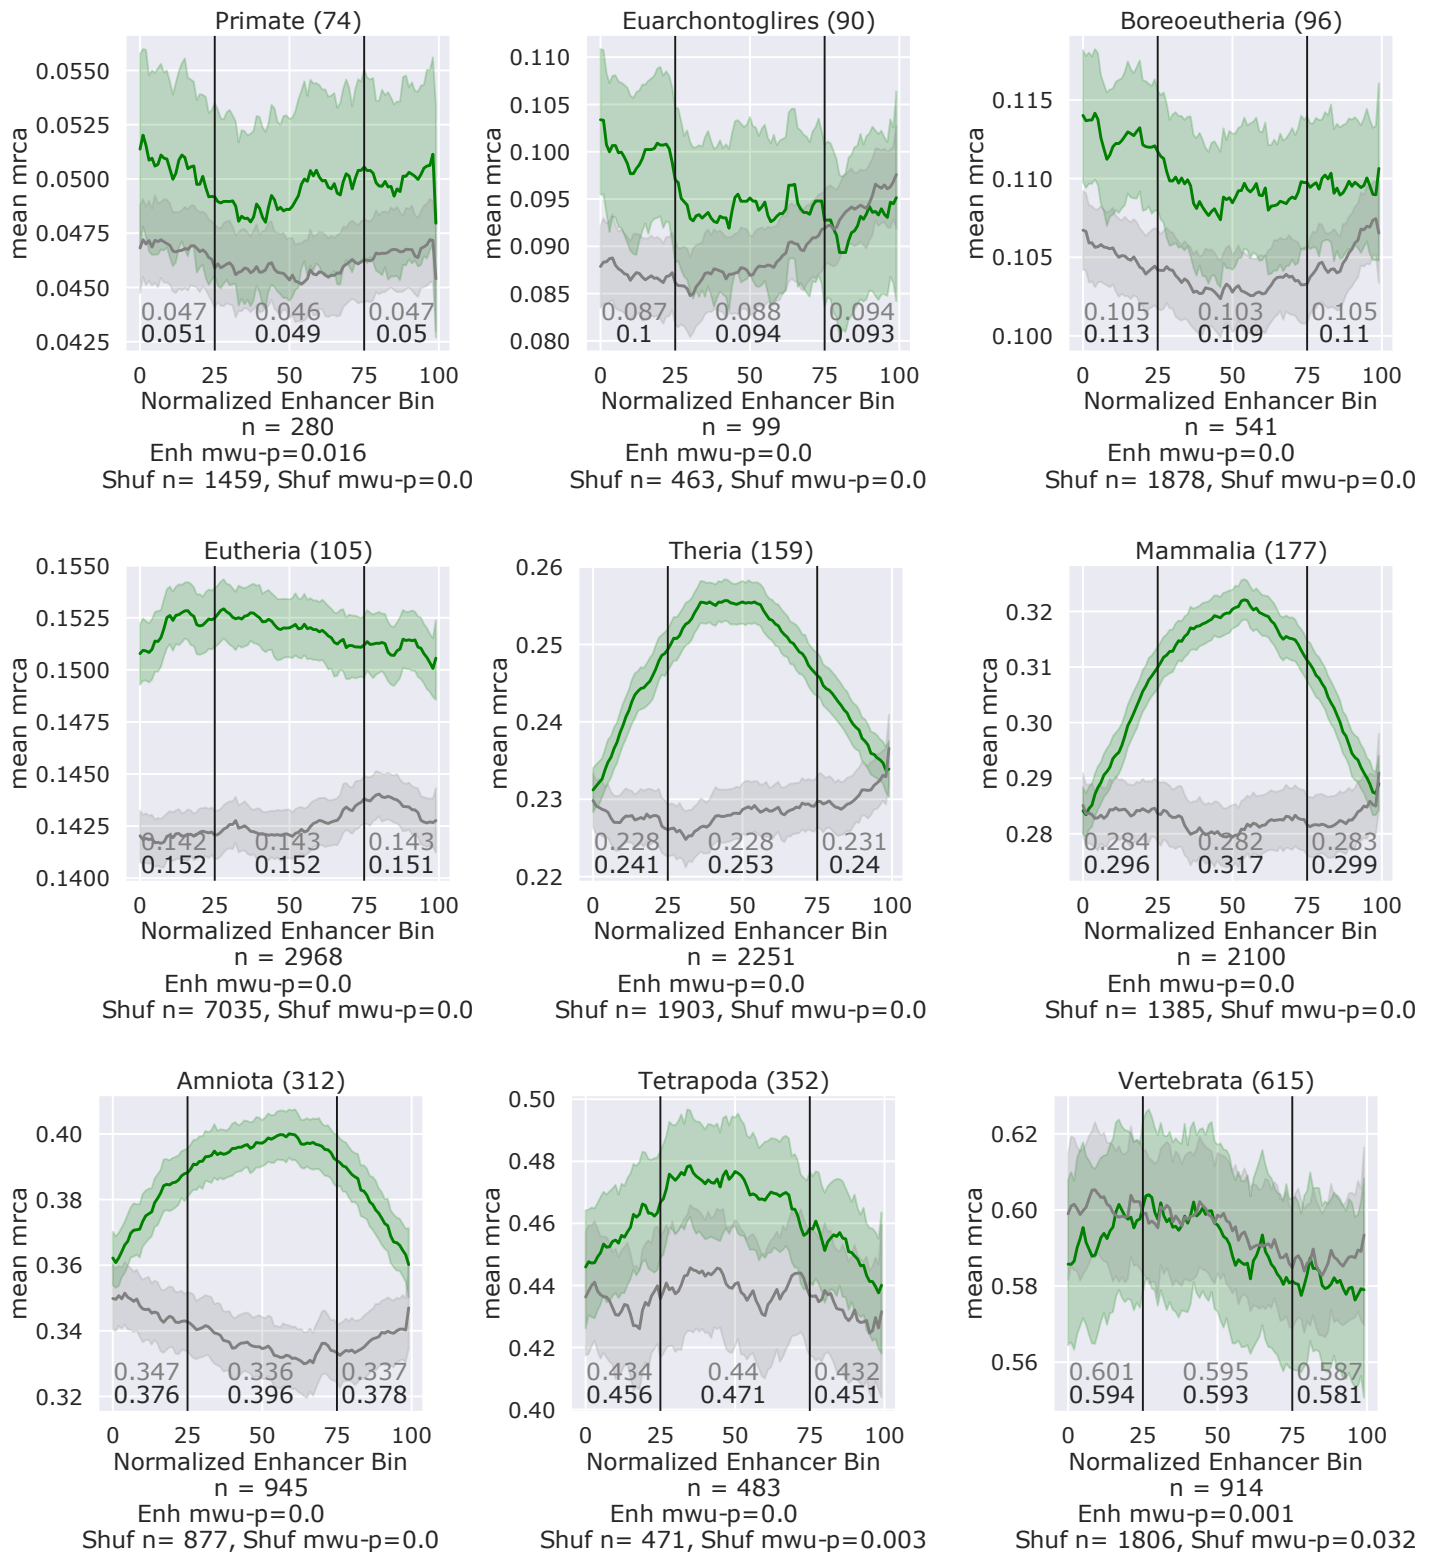 Primate (74)
mean mrca
0.0550
0.0525
0.0500
0.0475
0.0450
0.0425
0.047 0.046 0.047
0.051 0.049 0.05
0 25 50 75 100
Normalized Enhancer Bin
n = 280
Enh mwu-p=0.016
Shuf n= 1459, Shuf mwu-p=0.0
Euarchontoglires (90)
mean mrca
0.110
0.105
0.100
0.095
0.090
0.085
0.080
0.087 0.088 0.094
0.1 0.094 0.093
0 25 50 75 100
Normalized Enhancer Bin
n = 99
Enh mwu-p=0.0
Shuf n= 463, Shuf mwu-p=0.0
Boreoeutheria (96)
mean mrca
0.115
0.110
0.105
0.100
0.105 0.103 0.105
0.113 0.109 0.11
0 25 50 75 100
Normalized Enhancer Bin
n = 541
Enh mwu-p=0.0
Shuf n= 1878, Shuf mwu-p=0.0
Eutheria (105)
mean mrca
0.1550
0.1525
0.1500
0.1475
0.1450
0.1425
0.1400
0.142 0.143 0.143
0.152 0.152 0.151
0 25 50 75 100
Normalized Enhancer Bin
n = 2968
Enh mwu-p=0.0
Shuf n= 7035, Shuf mwu-p=0.0
Theria (159)
mean mrca
0.26
0.25
0.24
0.23
0.22
0.228 0.228 0.231
0.241 0.253 0.24
0 25 50 75 100
Normalized Enhancer Bin
n = 2251
Enh mwu-p=0.0
Shuf n= 1903, Shuf mwu-p=0.0
Mammalia (177)
mean mrca
0.32
0.31
0.30
0.29
0.28
0.284 0.282 0.283
0.296 0.317 0.299
0 25 50 75 100
Normalized Enhancer Bin
n = 2100
Enh mwu-p=0.0
Shuf n= 1385, Shuf mwu-p=0.0
Amniota (312)
mean mrca
0.40
0.38
0.36
0.34
0.32
0.347 0.336 0.337
0.376 0.396 0.378
0 25 50 75 100
Normalized Enhancer Bin
n = 945
Enh mwu-p=0.0
Shuf n= 877, Shuf mwu-p=0.0
Tetrapoda (352)
mean mrca
0.50
0.48
0.46
0.44
0.42
0.40
0.434 0.44 0.432
0.456 0.471 0.451
0 25 50 75 100
Normalized Enhancer Bin
n = 483
Enh mwu-p=0.0
Shuf n= 471, Shuf mwu-p=0.003
Vertebrata (615)
mean mrca
0.62
0.60
0.58
0.56
0.601 0.595 0.587
0.594 0.593 0.581
0 25 50 75 100
Normalized Enhancer Bin
n = 914
Enh mwu-p=0.001
Shuf n= 1806, Shuf mwu-p=0.032